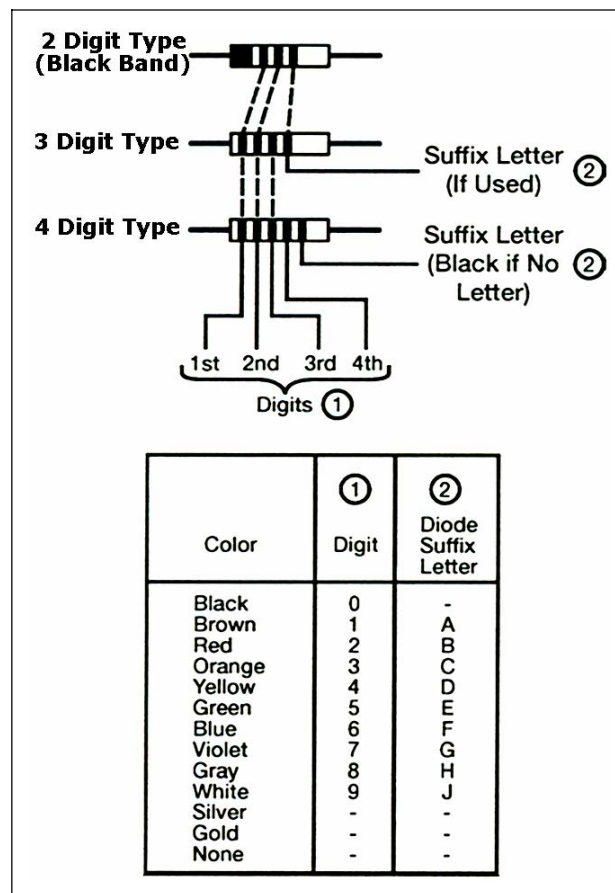 2 Digit Type
(Black Band)
3 Digit Type
Suffix Letter
(If Used) ②
4 Digit Type
Suffix Letter
(Black if No ②
Letter)
1st 2nd 3rd 4th
Digits ①
① ②
Color Digit Diode
Suffix
Letter
Black 0 -
Brown 1 A
Red 2 B
Orange 3 C
Yellow 4 D
Green 5 E
Blue 6 F
Violet 7 G
Gray 8 H
White 9 J
Silver - -
Gold - -
None - -